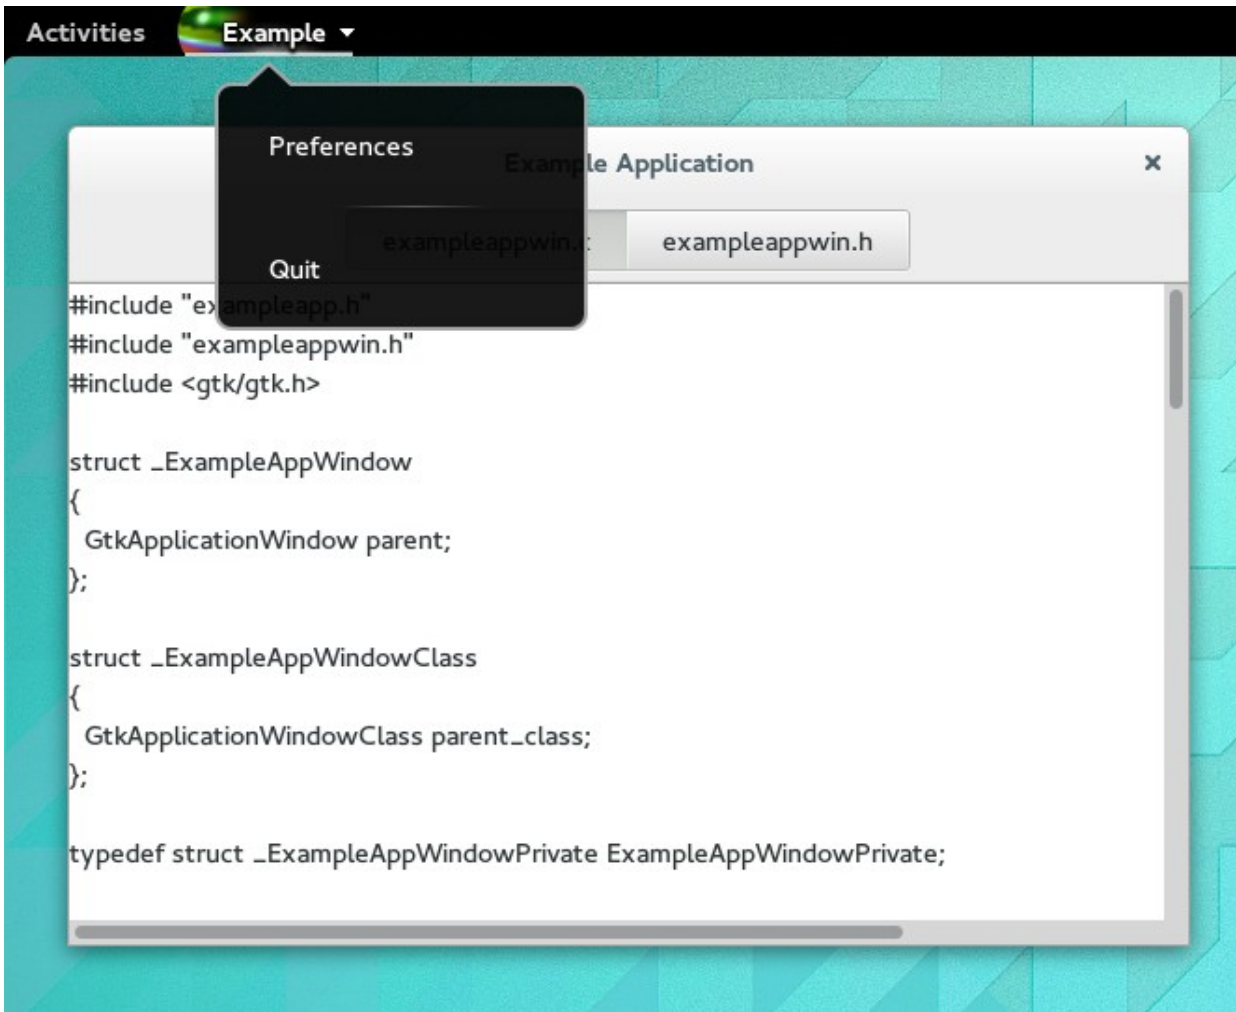 Activities
Example
Preferences
Quit
Example Application
exampleappwin.c
exampleappwin.h
#include "exampleapp.h"
#include "exampleappwin.h"
#include <gtk/gtk.h>
struct _ExampleAppWindow
{
GtkApplicationWindow parent;
};
struct _ExampleAppWindowClass
{
GtkApplicationWindowClass parent_class;
};
typedef struct _ExampleAppWindowPrivate ExampleAppWindowPrivate;